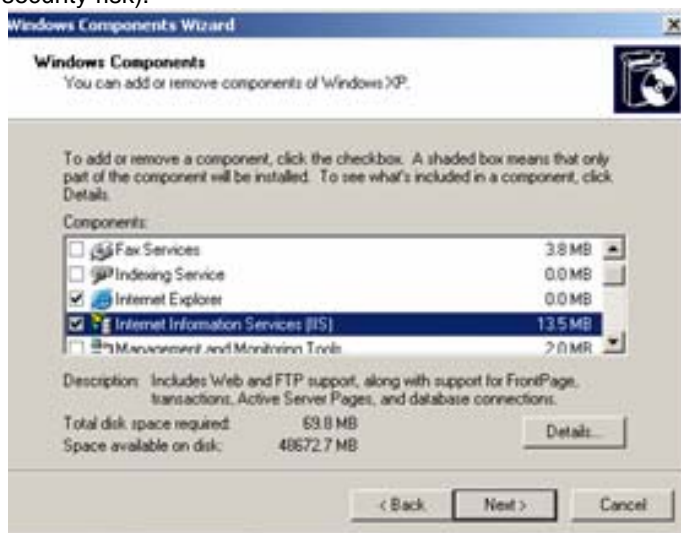 security risk).
Windows Components Wizard
Windows Components
You can add or remove components of Windows XP.
To add or remove a component, click the checkbox. A shaded box means that only
part of the component will be installed. To see what's included in a component, click
Details.
Components:
Fax Services 3.8 MB
Indexing Service 0.0 MB
Internet Explorer 0.0 MB
Internet Information Services (IIS) 13.5 MB
Management and Monitoring Tools 2.0 MB
Description: Includes Web and FTP support, along with support for FrontPage,
transactions, Active Server Pages, and database connections.
Total disk space required: 69.8 MB
Space available on disk: 48672.7 MB
Details...
< Back Next > Cancel